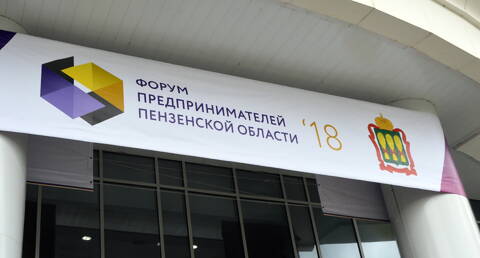 ФОРУМ
ПРЕДПРИНИМАТЕЛЕЙ
ПЕНЗЕНСКОЙ ОБЛАСТИ '18